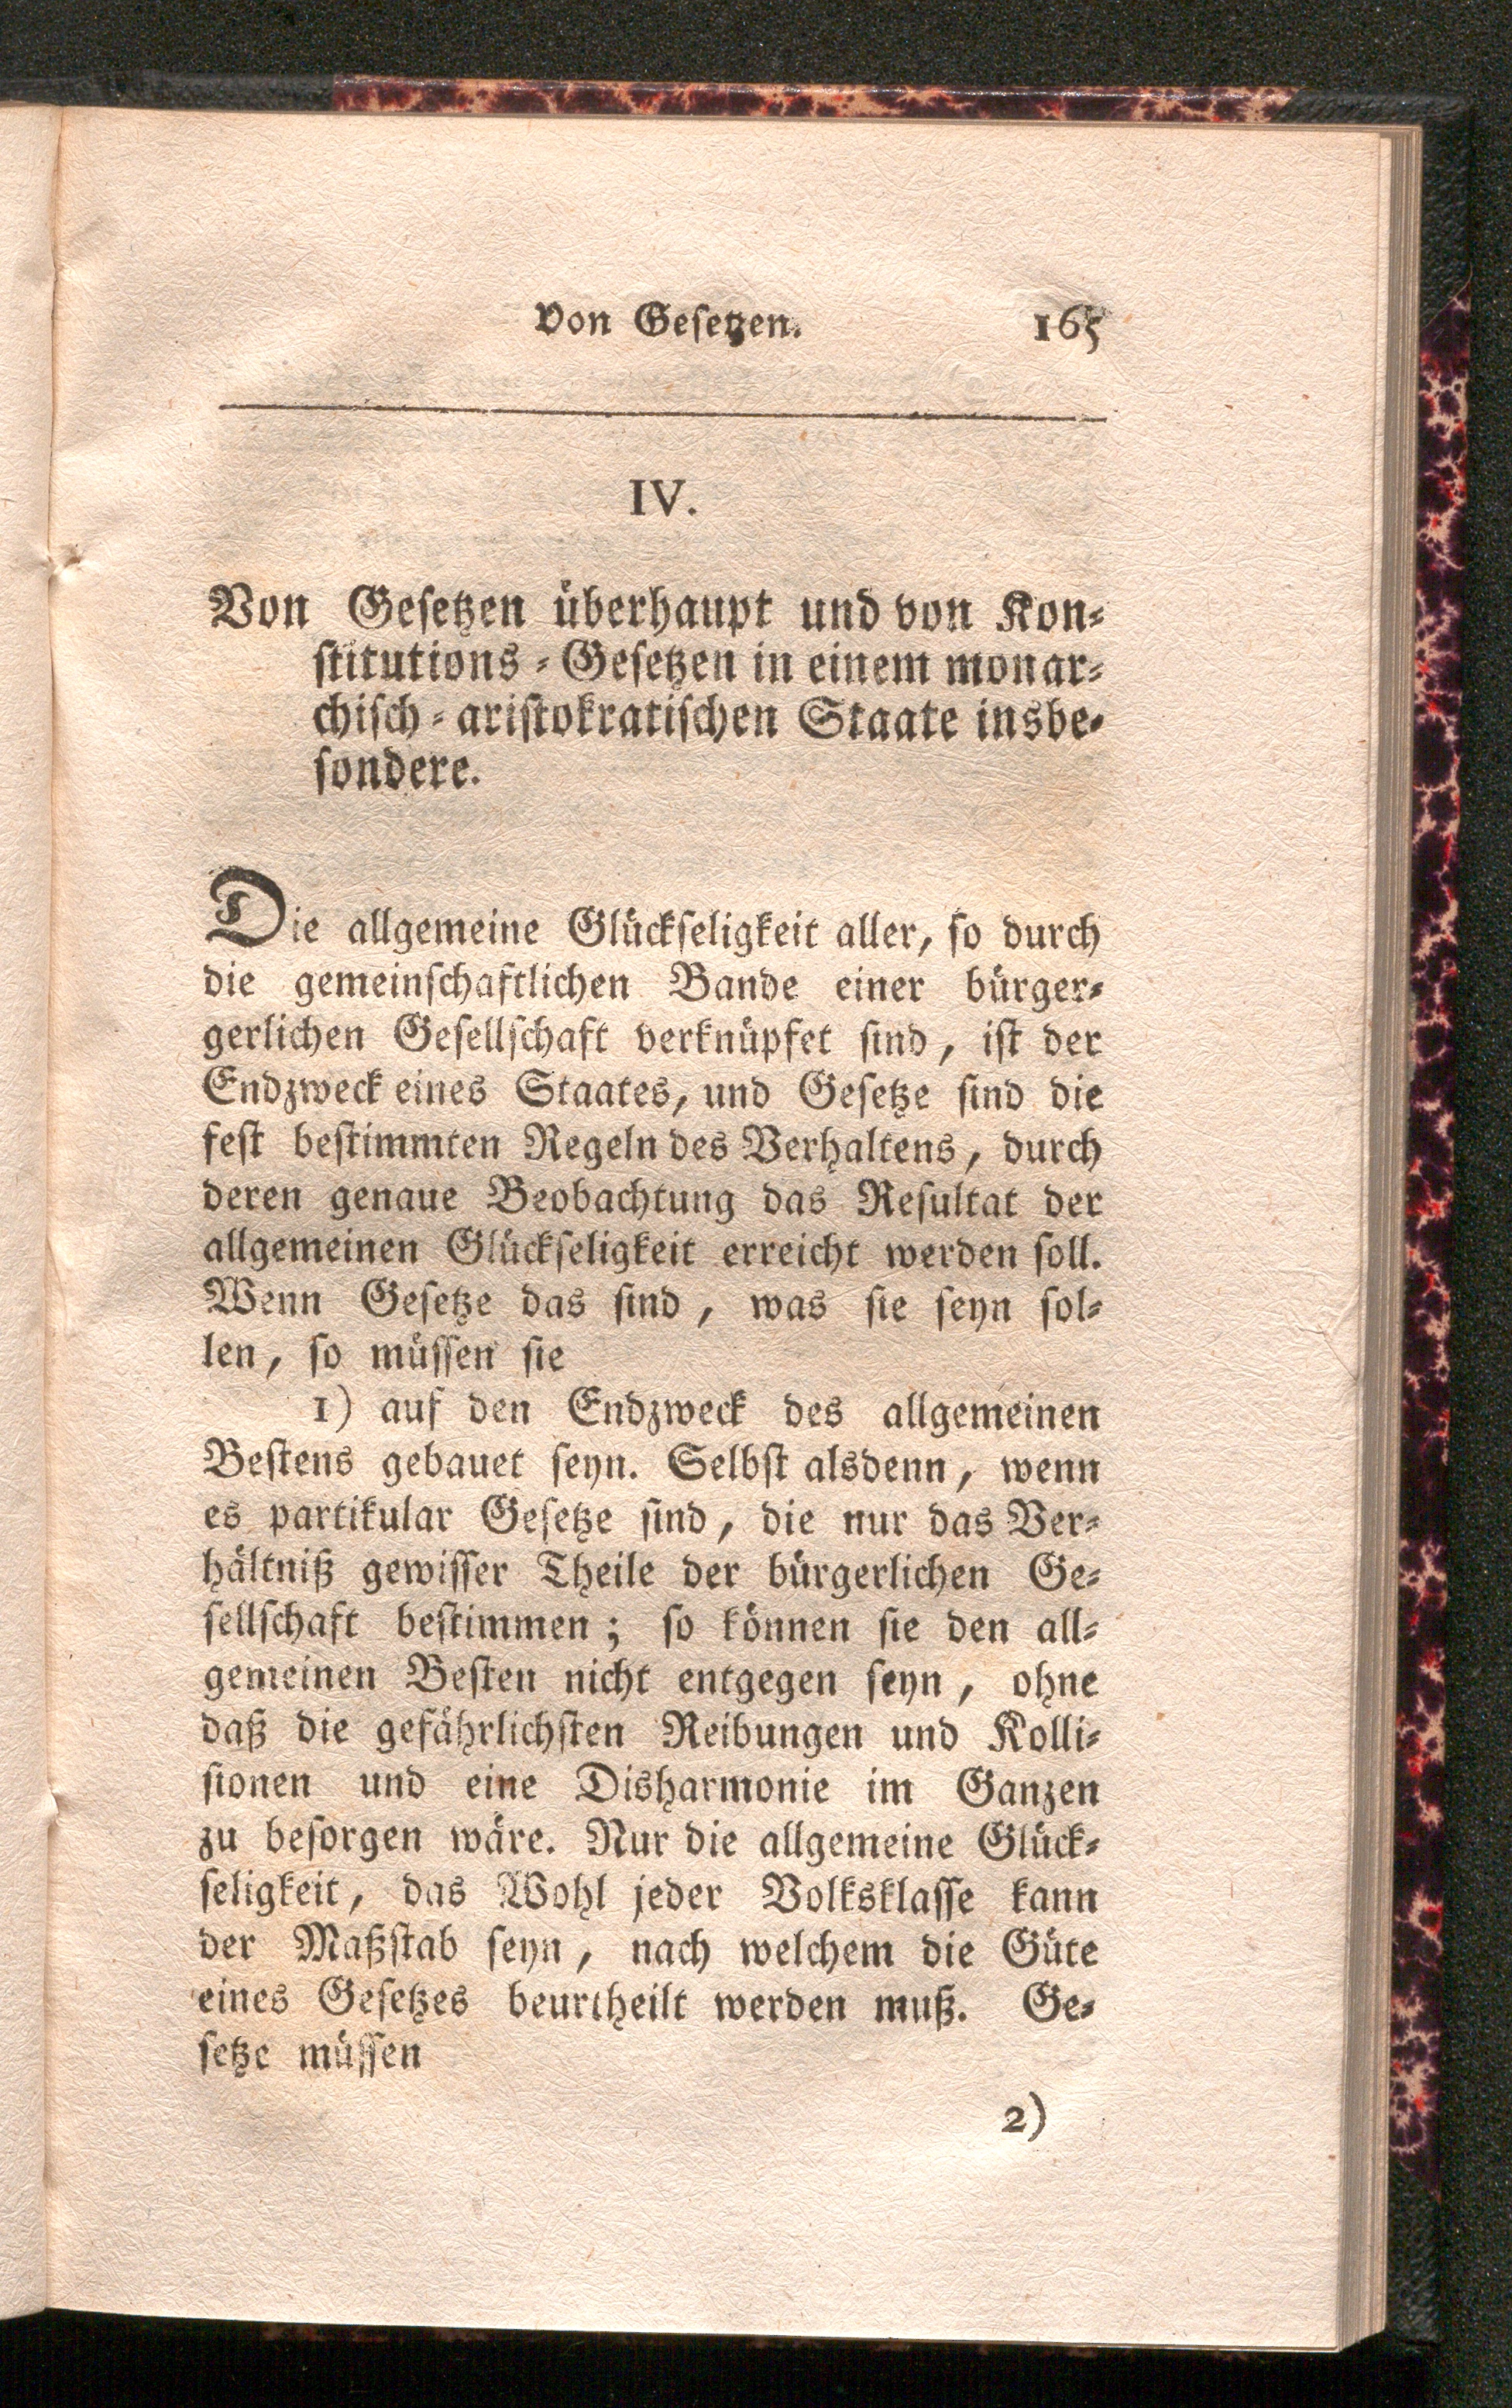 Von Geſetzen. 165
IV.
Von Geſetzen überhaupt und von Kon⸗
ſtitutions⸗Geſetzen in einem monar⸗
chiſch⸗ariſtokratiſchen Staate insbe⸗
ſondere.
Die allgemeine Glückſeligkeit aller, ſo durch
die gemeinſchaftlichen Bande einer bürger⸗
gerlichen Geſellſchaft verknüpfet ſind, iſt der
Endzweck eines Staates, und Geſetze ſind die
feſt beſtimmten Regeln des Verhaltens, durch
deren genaue Beobachtung das Reſultat der
allgemeinen Glückſeligkeit erreicht werden ſoll.
Wenn Geſetze das ſind, was ſie ſeyn ſol⸗
len, ſo müſſen ſie
1) auf den Endzweck des allgemeinen
Beſtens gebauet ſeyn. Selbſt alsdenn, wenn
es partikular Geſetze ſind, die nur das Ver⸗
hältniß gewiſſer Theile der bürgerlichen Ge⸗
ſellſchaft beſtimmen; ſo können ſie den all⸗
gemeinen Beſten nicht entgegen ſeyn, ohne
daß die gefährlichſten Reibungen und Kolli⸗
ſionen und eine Disharmonie im Ganzen
zu beſorgen wäre. Nur die allgemeine Glück⸗
ſeligkeit, das Wohl jeder Volksklaſſe kann
der Maßſtab ſeyn, nach welchem die Güte
eines Geſetzes beurtheilt werden muß. Ge⸗
ſetze müſſen
2)